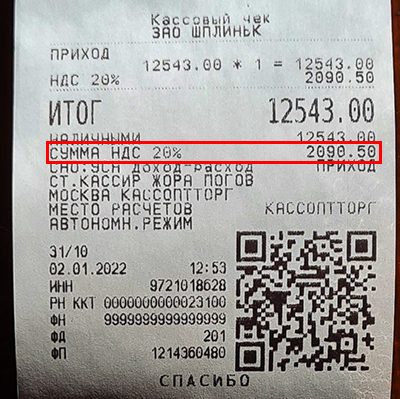 Кассовый чек
ЗАО ШПЛИНЬК
ПРИХОД
12543.00 * 1 = 12543.00
НДС 20% 2090.50
ИТОГ 12543.00
НАЛИЧНЫМИ 12543.00
СУММА НДС 20% 2090.50
СНО:УСН доход-расход ПРИХОД
СТ.КАССИР ЖОРА ПОГОВ
МОСКВА КАССОПТТОРГ
МЕСТО РАСЧЕТОВ КАССОПТТОРГ
АВТОНОМН.РЕЖИМ
31/10
02.01.2022 12:53
ИНН 9721018628
РН ККТ 0000000000023100
ФН 9999999999999999
ФД 201
ФП 1214360480
СПАСИБО